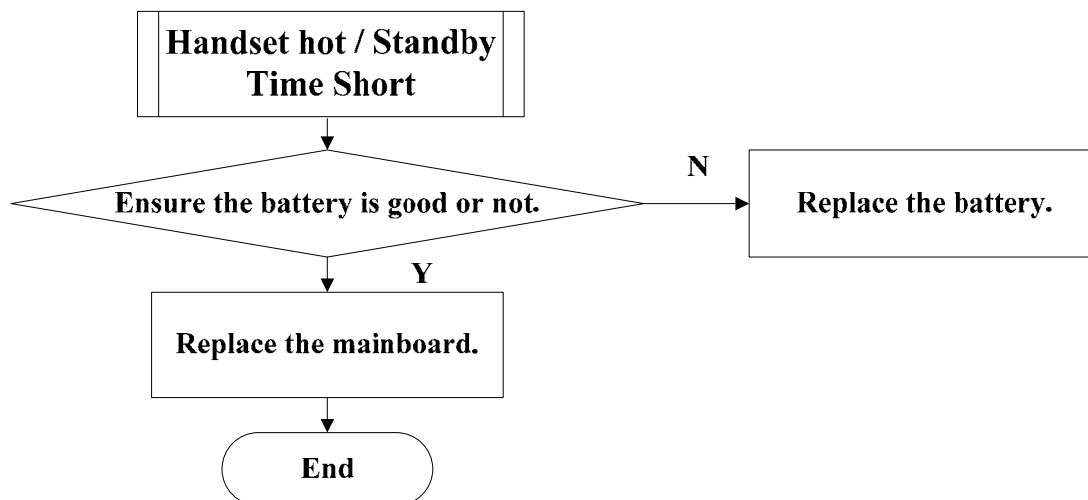 Handset hot / Standby
Time Short
N
Ensure the battery is good or not.
Replace the battery.
Y
Replace the mainboard.
End